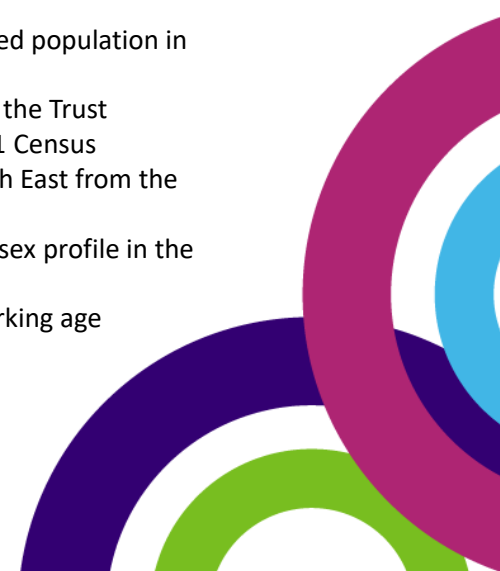 ed population in
the Trust
1 Census
h East from the
sex profile in the
rking age